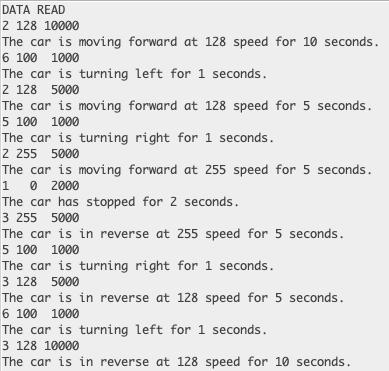 DATA READ
2 128 10000
The car is moving forward at 128 speed for 10 seconds.
6 100  1000
The car is turning left for 1 seconds.
2 128  5000
The car is moving forward at 128 speed for 5 seconds.
5 100  1000
The car is turning right for 1 seconds.
2 255  5000
The car is moving forward at 255 speed for 5 seconds.
1   0  2000
The car has stopped for 2 seconds.
3 255  5000
The car is in reverse at 255 speed for 5 seconds.
5 100  1000
The car is turning right for 1 seconds.
3 128  5000
The car is in reverse at 128 speed for 5 seconds.
6 100  1000
The car is turning left for 1 seconds.
3 128 10000
The car is in reverse at 128 speed for 10 seconds.